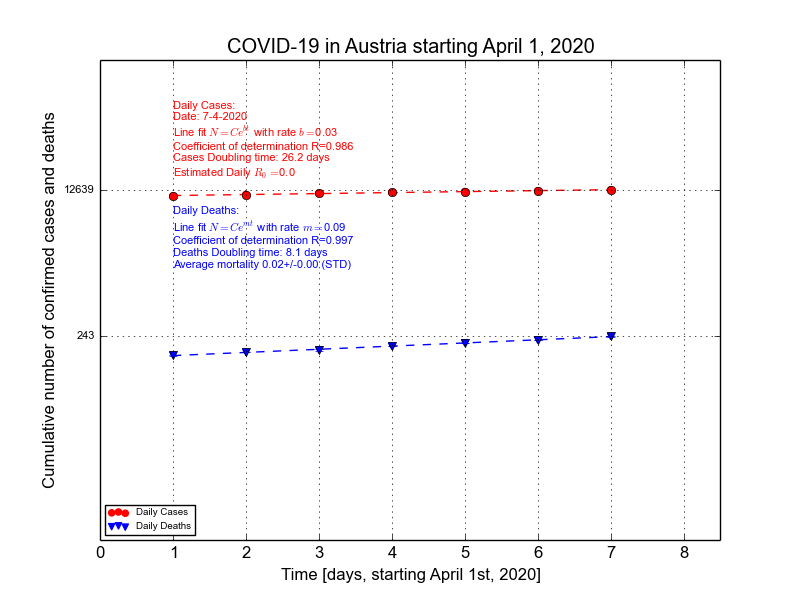 COVID-19 in Austria starting April 1, 2020
Daily Cases:
Date: 7-4-2020
Line fit N = Ce^{bt} with rate b = 0.03
Coefficient of determination R=0.986
Cases Doubling time: 26.2 days
Estimated Daily R_0 = 0.0
12639
Daily Deaths:
Line fit N = Ce^{mt} with rate m = 0.09
Coefficient of determination R=0.997
Deaths Doubling time: 8.1 days
Average mortality 0.02+/-0.00 (STD)
243
Cumulative number of confirmed cases and deaths
Daily Cases
Daily Deaths
0 1 2 3 4 5 6 7 8
Time [days, starting April 1st, 2020]